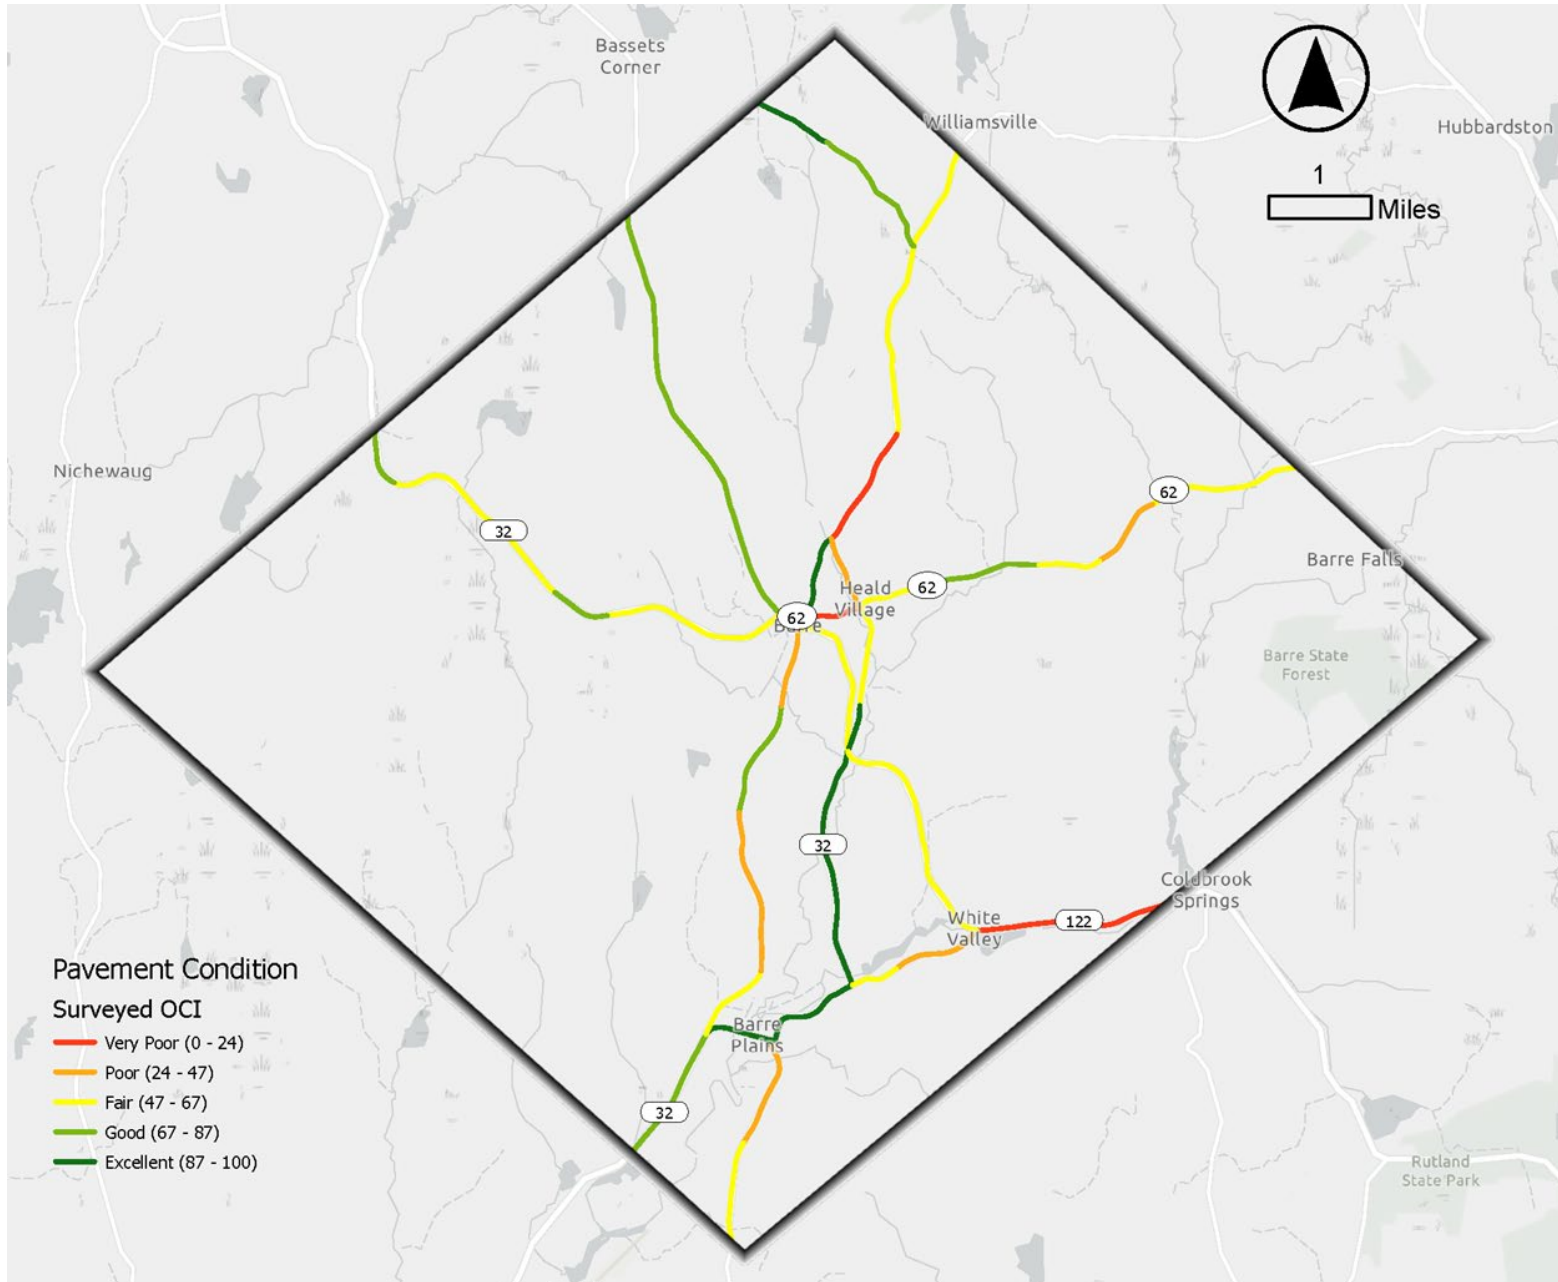 Bassets
Corner
Williamsville
Hubbardston
1
Miles
Nichewaug
32
62
Barre Falls
62
Heald
Village
62
Barre
Barre State
Forest
32
Coldbrook
Springs
White
Valley
122
Barre
Plains
32
Rutland
State Park
Pavement Condition
Surveyed OCI
Very Poor (0 - 24)
Poor (24 - 47)
Fair (47 - 67)
Good (67 - 87)
Excellent (87 - 100)